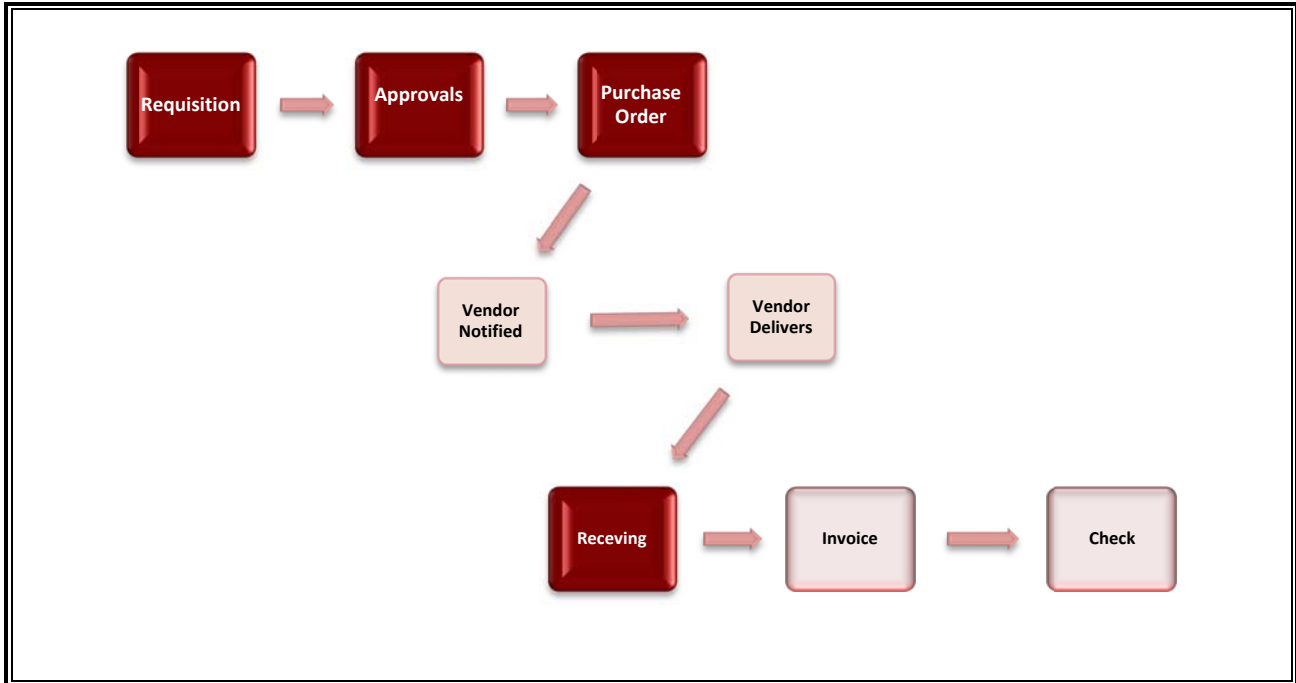 Requisition
Approvals
Purchase
Order
Vendor
Notified
Vendor
Delivers
Receving
Invoice
Check